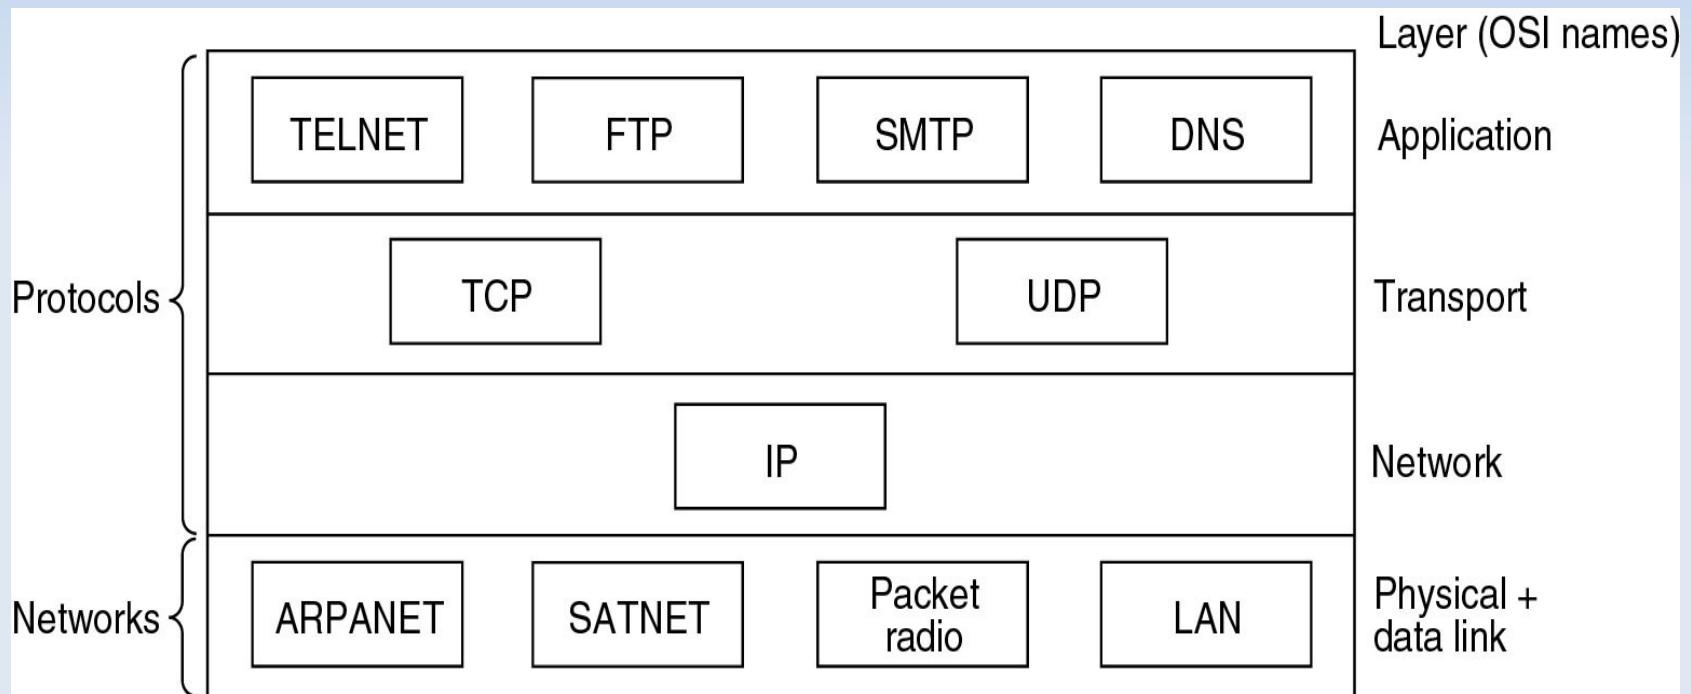 Layer (OSI names)
TELNET FTP SMTP DNS Application
Protocols TCP UDP Transport
IP Network
Networks ARPANET SATNET Packet radio LAN Physical +
data link